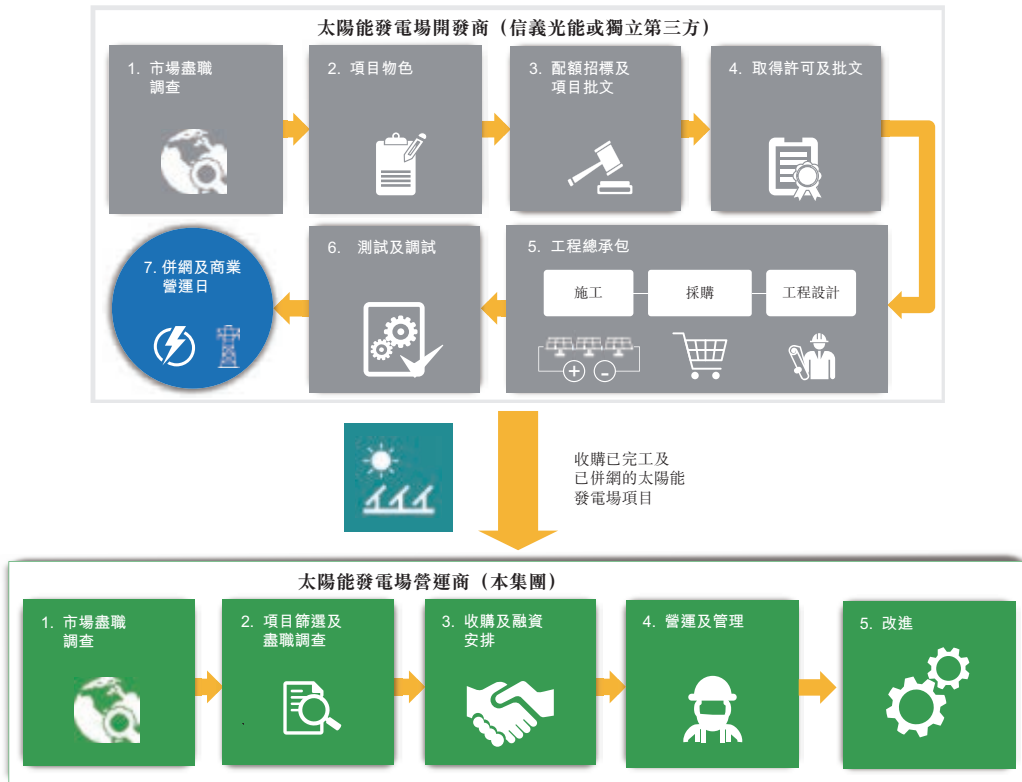 太陽能發電場開發商（信義光能或獨立第三方）
1. 市場盡職
調查
2. 項目物色
3. 配額招標及
項目批文
4. 取得許可及批文
5. 工程總承包
施工
採購
工程設計
6. 測試及調試
7. 併網及商業
營運日
收購已完工及
已併網的太陽能
發電場項目
太陽能發電場營運商（本集團）
1. 市場盡職
調查
2. 項目篩選及
盡職調查
3. 收購及融資
安排
4. 營運及管理
5. 改進